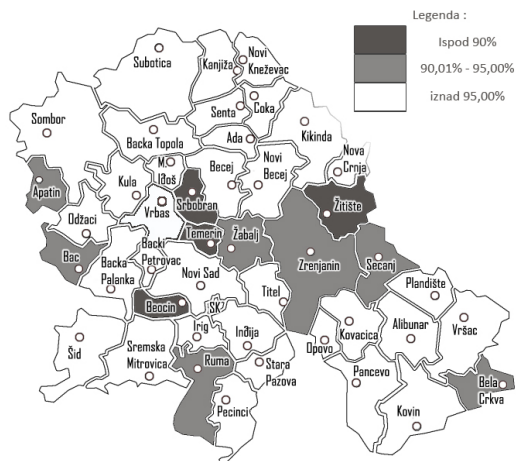 Legenda :
Ispod 90%
90,01% - 95,00%
iznad 95,00%
Subotica
Kanjiža
Novi
Kneževac
Senta
Coka
Sombor
Backa Topola
Ada
Kikinda
M.
Iđoš
Becej
Novi
Becej
Nova
Crnja
Apatin
Kula
Srbobran
Žitište
Odžaci
Vrbas
Temerin
Žabalj
Zrenjanin
Secanj
Bac
Backi
Petrovac
Backa
Palanka
Novi Sad
Titel
Plandište
Beocin
SK
Irig
Inđija
Opovo
Kovacica
Alibunar
Vršac
Šid
Sremska
Mitrovica
Ruma
Stara
Pazova
Pancevo
Bela
Crkva
Pecinci
Kovin